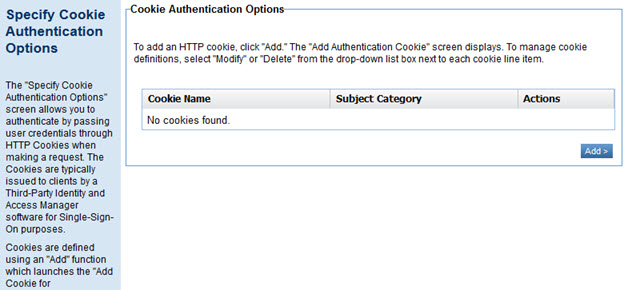 Specify Cookie
Authentication
Options
The "Specify Cookie
Authentication Options"
screen allows you to
authenticate by passing
user credentials through
HTTP Cookies when
making a request. The
Cookies are typically
issued to clients by a
Third-Party Identity and
Access Manager
software for Single-Sign-
On purposes.
Cookies are defined
using an "Add" function
which launches the "Add
Cookie for
Cookie Authentication Options
To add an HTTP cookie, click "Add." The "Add Authentication Cookie" screen displays. To manage cookie
definitions, select "Modify" or "Delete" from the drop-down list box next to each cookie line item.
Cookie Name Subject Category Actions
No cookies found.
Add >